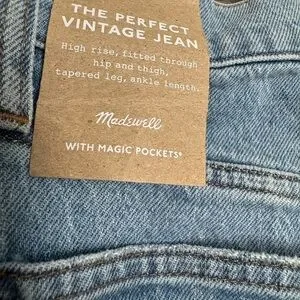 THE PERFECT
VINTAGE JEAN
High rise, fitted through
hip and thigh,
tapered leg, ankle length.
Madewell
WITH MAGIC POCKETS®